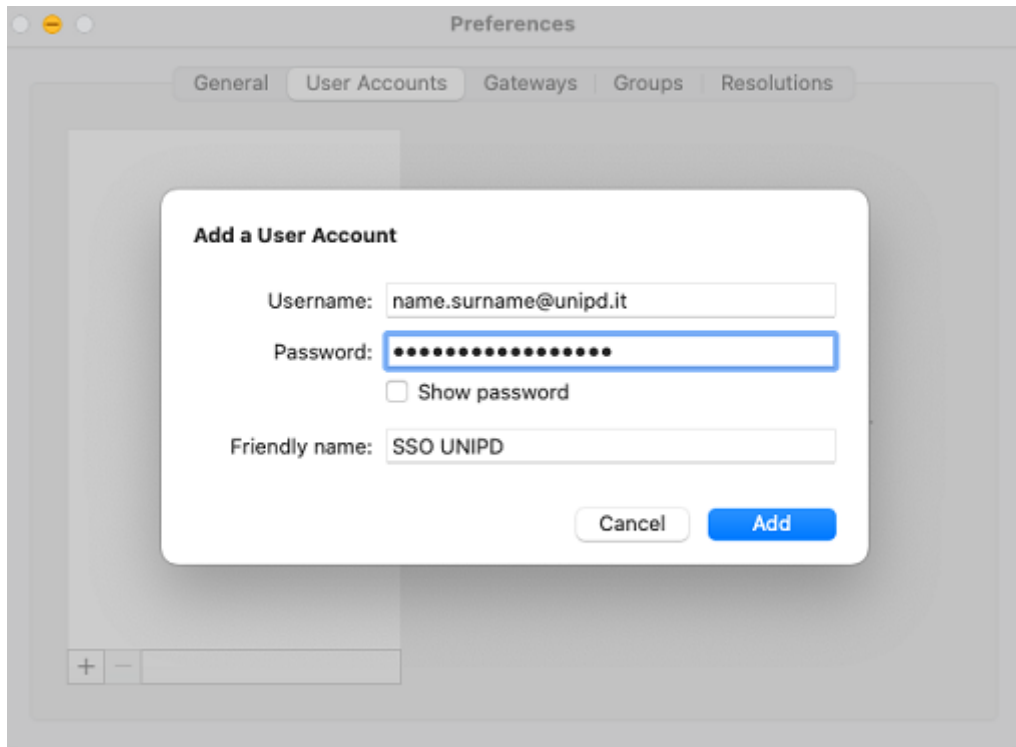 Preferences
General User Accounts Gateways Groups Resolutions
Add a User Account
Username: name.surname@unipd.it
Password: •••••••••••••••••
Show password
Friendly name: SSO UNIPD
Cancel Add